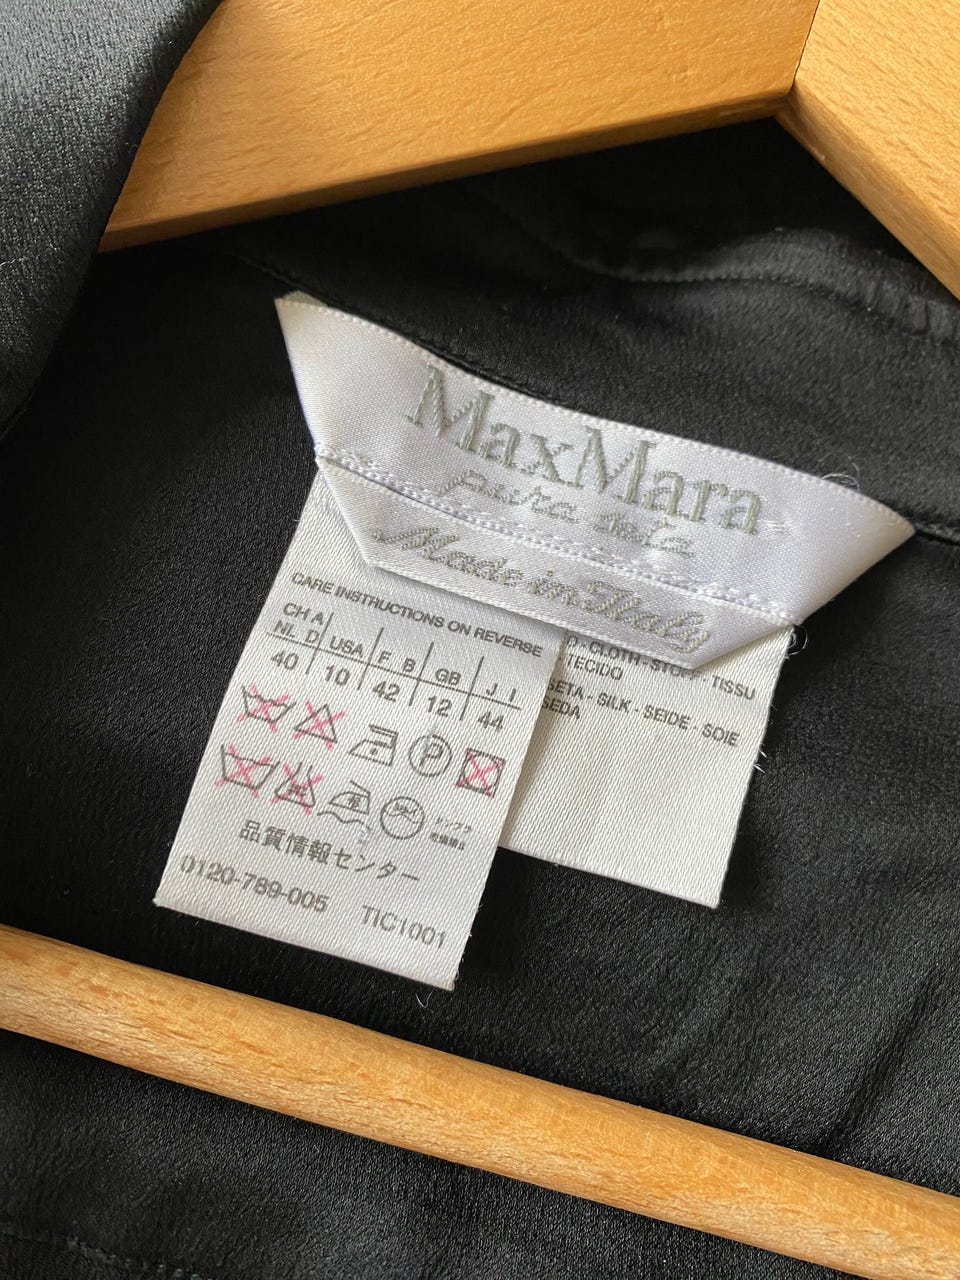 MaxMara
pura seta
Made in Italy
CARE INSTRUCTIONS ON REVERSE
CH A
NL D USA F B GB J I
40 10 42 12 44
P
品質情報センター
0120-789-005 TIC1001
CLOTH - STOFF TISSU
TECIDO
SETA - SILK - SEIDE - SOIE
SEDA